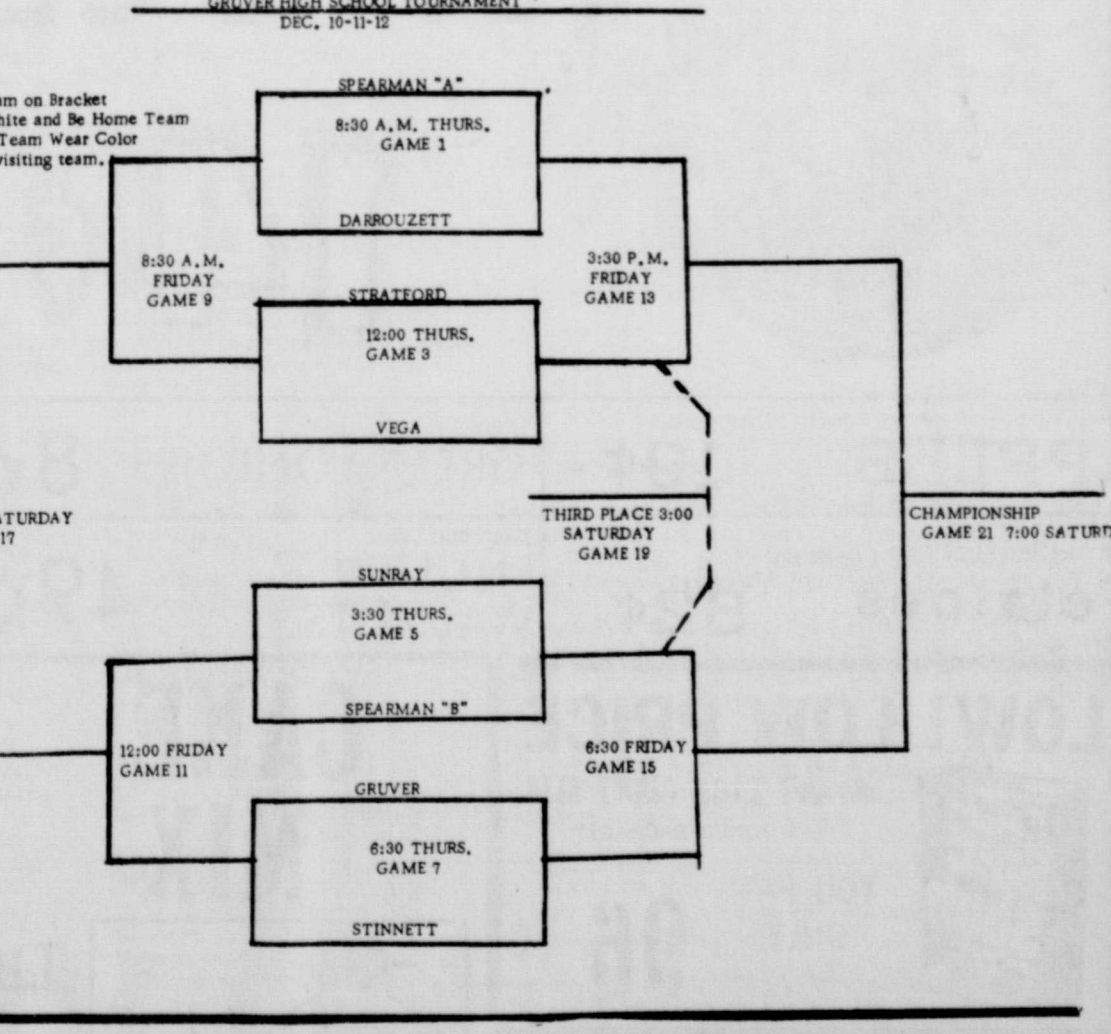 GRUVER HIGH SCHOOL TOURNAMENT
DEC. 10-11-12
on Bracket
and Be Home Team
Team Wear Color
visiting team.
SPEARMAN "A"
8:30 A.M. THURS.
GAME 1
DARROUZETT
8:30 A.M.
FRIDAY
GAME 9
3:30 P.M.
FRIDAY
GAME 13
STRATFORD
12:00 THURS.
GAME 3
VEGA
17
THIRD PLACE 3:00
SATURDAY
GAME 19
CHAMPIONSHIP
GAME 21 7:00
SUNRAY
3:30 THURS.
GAME 5
SPEARMAN "B"
12:00 FRIDAY
GAME 11
6:30 FRIDAY
GAME 15
GRUVER
6:30 THURS.
GAME 7
STINNETT